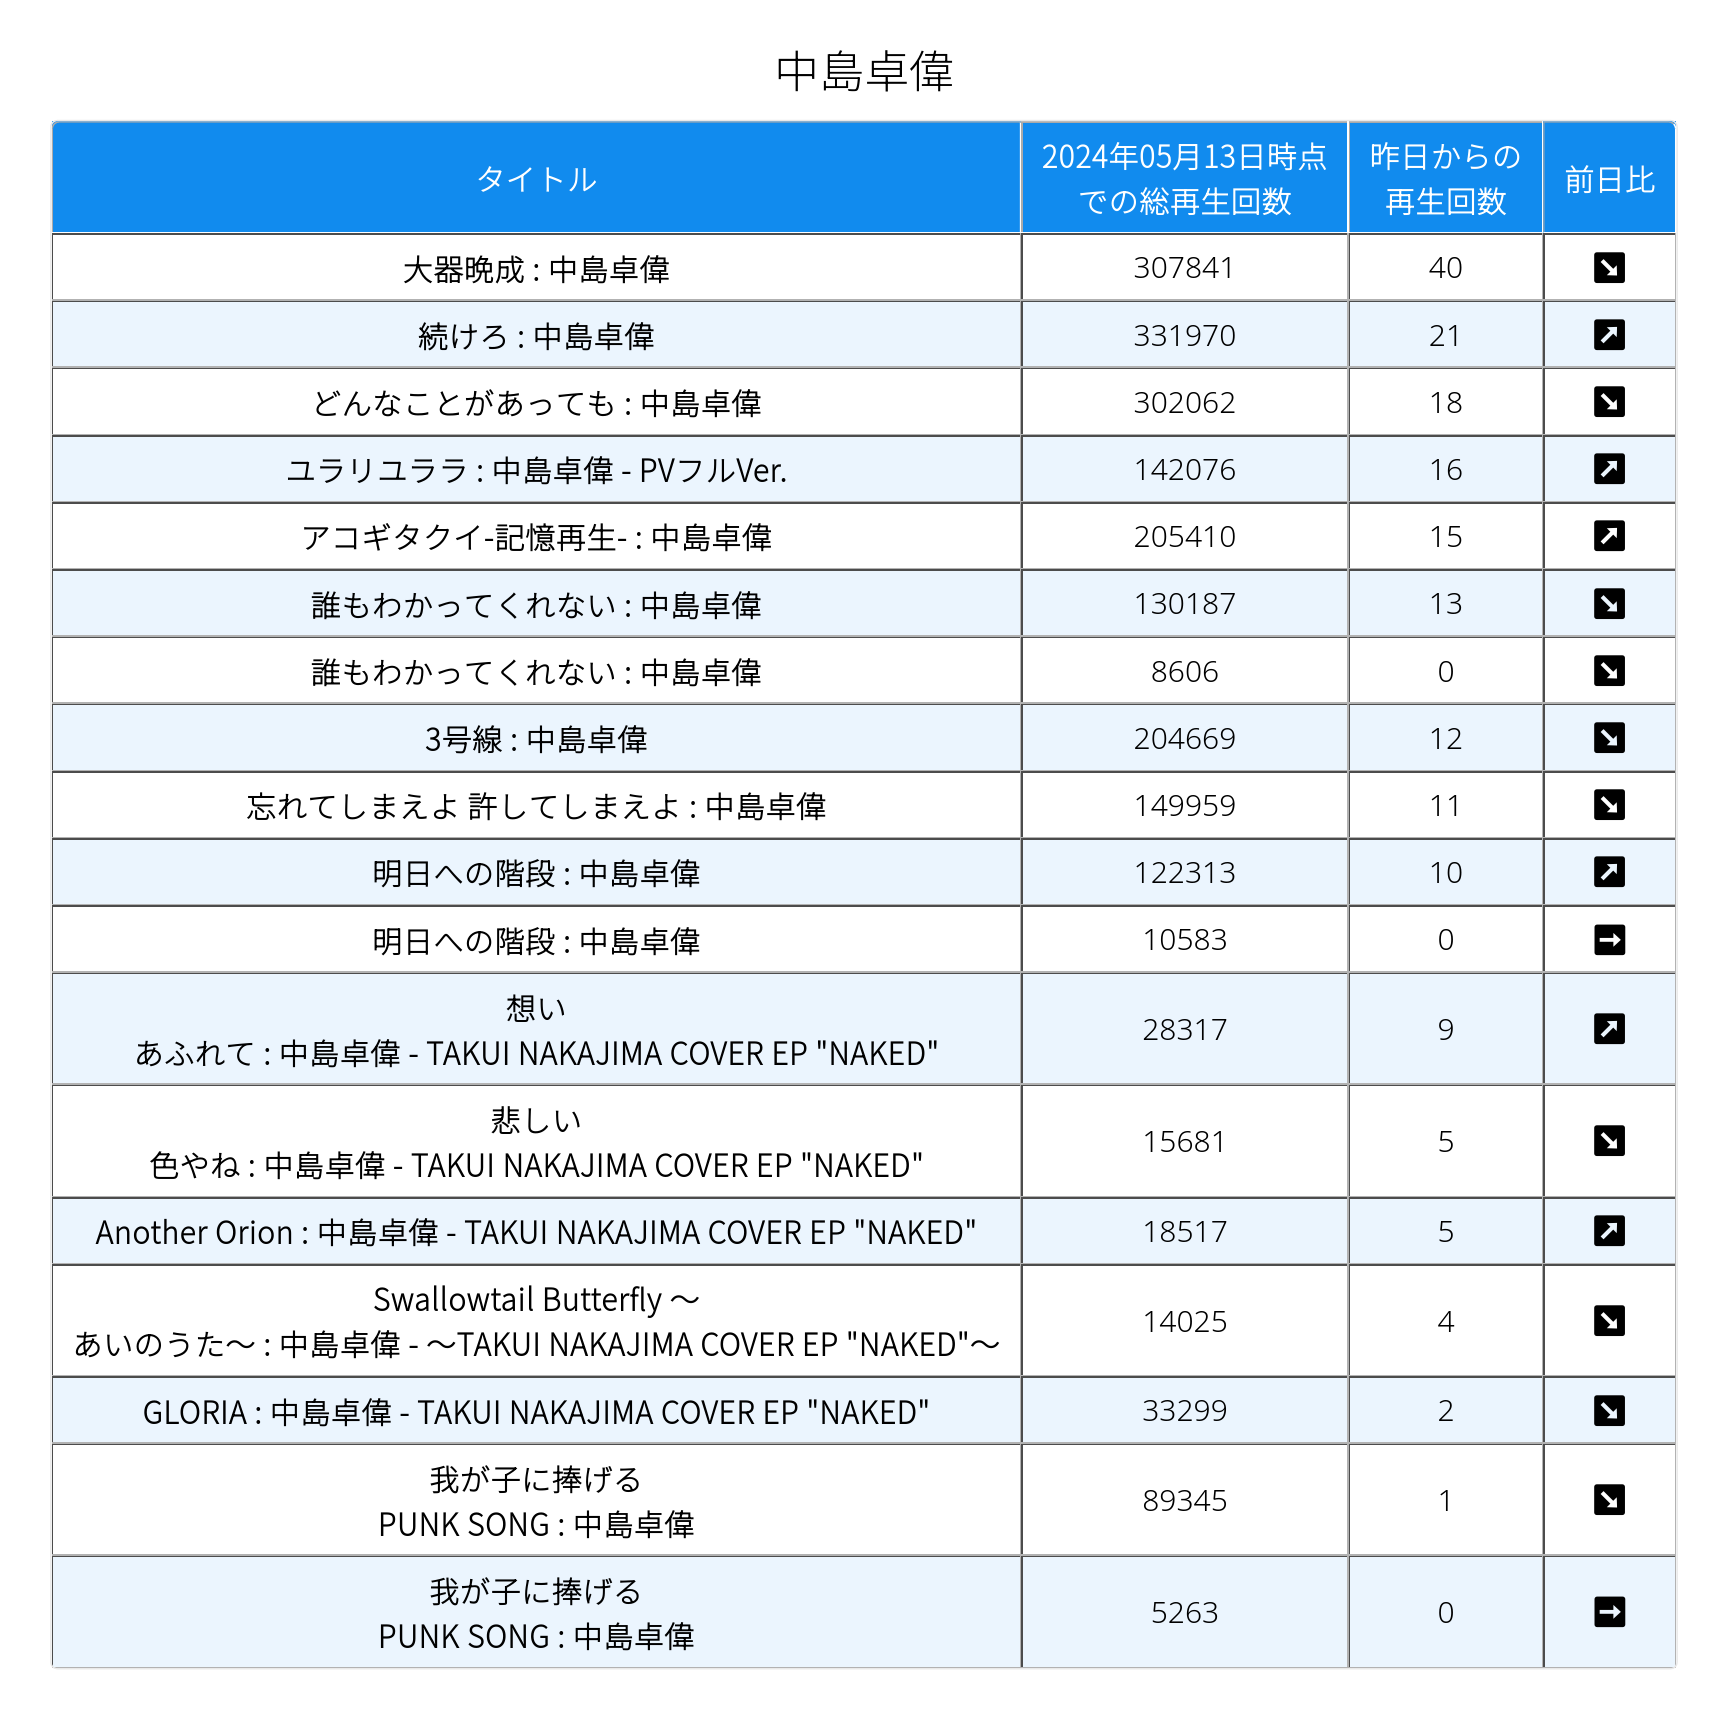 中島卓偉
タイトル
2024年05月13日時点
での総再生回数
昨日からの
再生回数
前日比
大器晩成 : 中島卓偉
307841
40
続けろ : 中島卓偉
331970
21
どんなことがあっても : 中島卓偉
302062
18
ユラリユララ : 中島卓偉 - PVフルVer.
142076
16
アコギタクイ-記憶再生- : 中島卓偉
205410
15
誰もわかってくれない : 中島卓偉
130187
13
誰もわかってくれない : 中島卓偉
8606
0
3号線 : 中島卓偉
204669
12
忘れてしまえよ 許してしまえよ : 中島卓偉
149959
11
明日への階段 : 中島卓偉
122313
10
明日への階段 : 中島卓偉
10583
0
想い
あふれて : 中島卓偉 - TAKUI NAKAJIMA COVER EP "NAKED"
28317
9
悲しい
色やね : 中島卓偉 - TAKUI NAKAJIMA COVER EP "NAKED"
15681
5
Another Orion : 中島卓偉 - TAKUI NAKAJIMA COVER EP "NAKED"
18517
5
Swallowtail Butterfly ～
あいのうた～ : 中島卓偉 - ～TAKUI NAKAJIMA COVER EP "NAKED"～
14025
4
GLORIA : 中島卓偉 - TAKUI NAKAJIMA COVER EP "NAKED"
33299
2
我が子に捧げる
PUNK SONG : 中島卓偉
89345
1
我が子に捧げる
PUNK SONG : 中島卓偉
5263
0